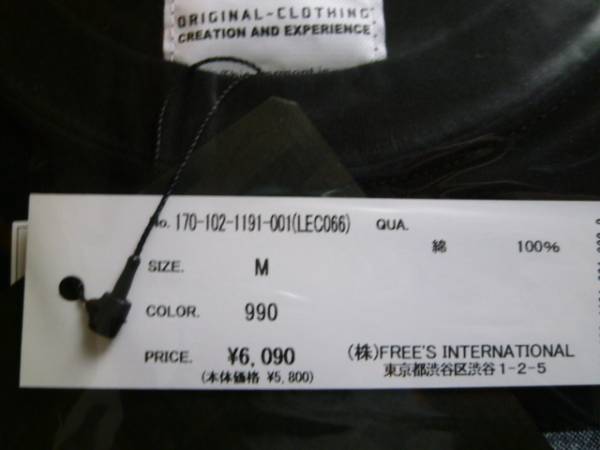 ORIGINAL-CLOTHING
CREATION AND EXPERIENCE
No. 170-102-1191-001(LEC066) QUA.
綿 100%
SIZE. M
COLOR. 990
PRICE. ¥6,090
(本体価格 ¥5,800)
(株)FREE'S INTERNATIONAL
東京都渋谷区渋谷1-2-5